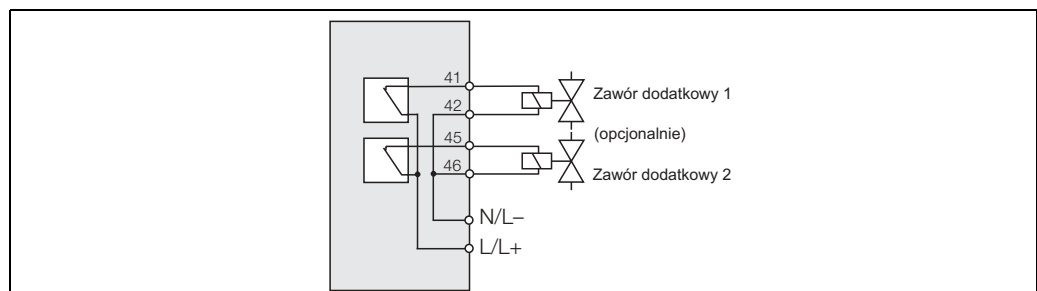 41
Zawór dodatkowy 1
42
(opcjonalnie)
45
46
Zawór dodatkowy 2
N/L–
L/L+